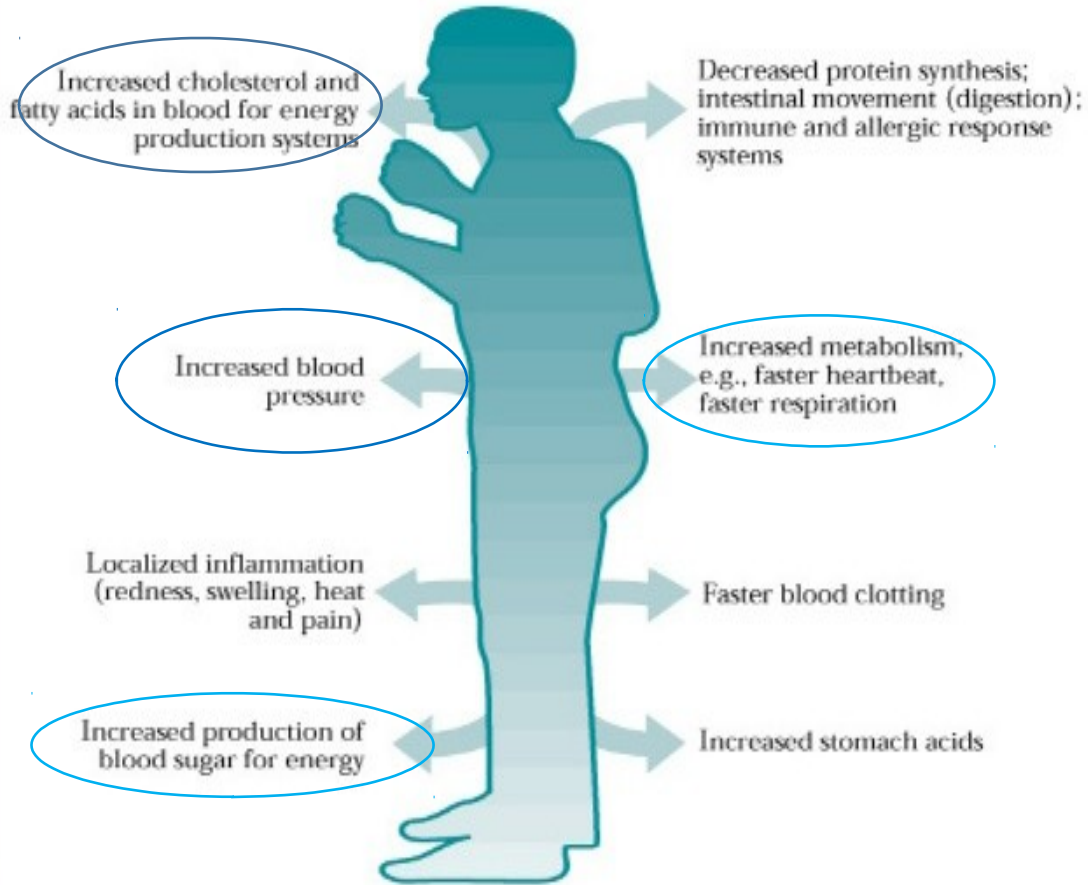 Increased cholesterol and
fatty acids in blood for energy
production systems
Decreased protein synthesis;
intestinal movement (digestion);
immune and allergic response
systems
Increased blood
pressure
Increased metabolism,
e.g., faster heartbeat,
faster respiration
Localized inflammation
(redness, swelling, heat
and pain)
Faster blood clotting
Increased production of
blood sugar for energy
Increased stomach acids